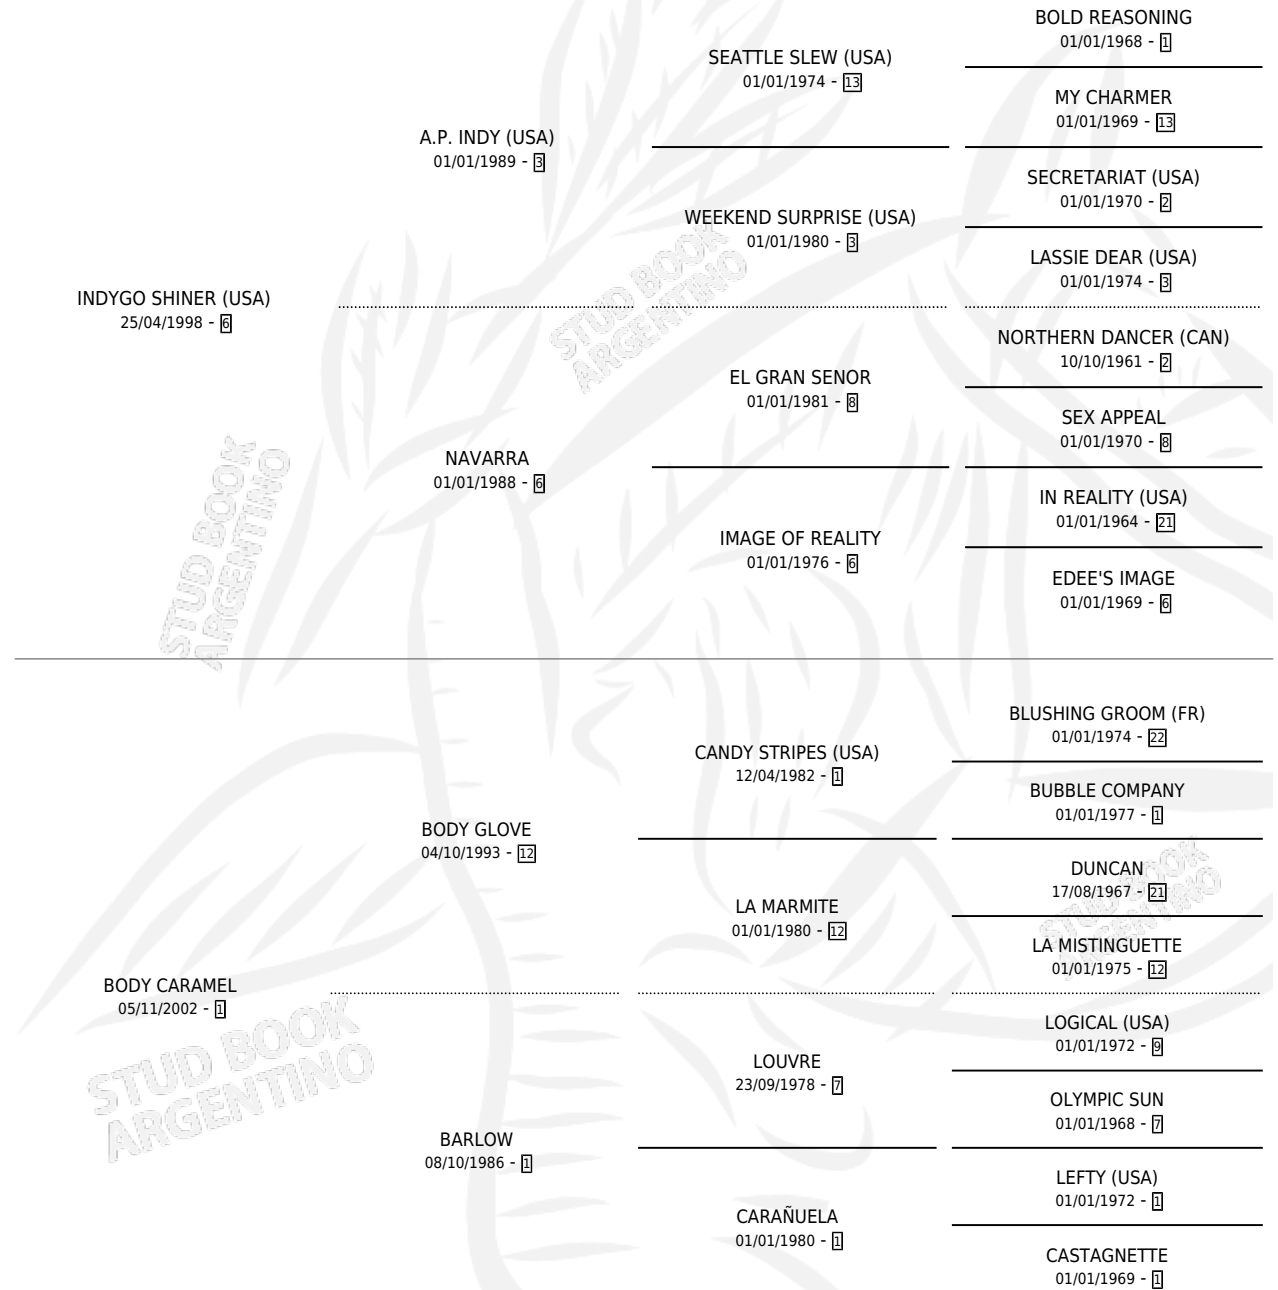 BOLD REASONING
01/01/1968 - 1
SEATTLE SLEW (USA)
01/01/1974 - 13
MY CHARMER
01/01/1969 - 13
A.P. INDY (USA)
01/01/1989 - 3
SECRETARIAT (USA)
01/01/1970 - 2
WEEKEND SURPRISE (USA)
01/01/1980 - 3
LASSIE DEAR (USA)
01/01/1974 - 3
INDYGO SHINER (USA)
25/04/1998 - 6
STUD BOOK
ARGENTINO
NORTHERN DANCER (CAN)
10/10/1961 - 2
EL GRAN SENOR
01/01/1981 - 8
SEX APPEAL
01/01/1970 - 8
NAVARRA
01/01/1988 - 6
IN REALITY (USA)
01/01/1964 - 21
IMAGE OF REALITY
01/01/1976 - 6
EDEE'S IMAGE
01/01/1969 - 6
STUD BOOK
ARGENTINO
BLUSHING GROOM (FR)
01/01/1974 - 22
CANDY STRIPES (USA)
12/04/1982 - 1
BUBBLE COMPANY
01/01/1977 - 1
BODY GLOVE
04/10/1993 - 12
DUNCAN
17/08/1967 - 21
LA MARMITE
01/01/1980 - 12
STUD BOOK
ARGENTINO
LA MISTINGUETTE
01/01/1975 - 12
BODY CARAMEL
05/11/2002 - 1
LOGICAL (USA)
01/01/1972 - 9
LOUVRE
23/09/1978 - 7
STUD BOOK
ARGENTINO
OLYMPIC SUN
01/01/1968 - 7
BARLOW
08/10/1986 - 1
LEFTY (USA)
01/01/1972 - 1
CARAÑUELA
01/01/1980 - 1
CASTAGNETTE
01/01/1969 - 1